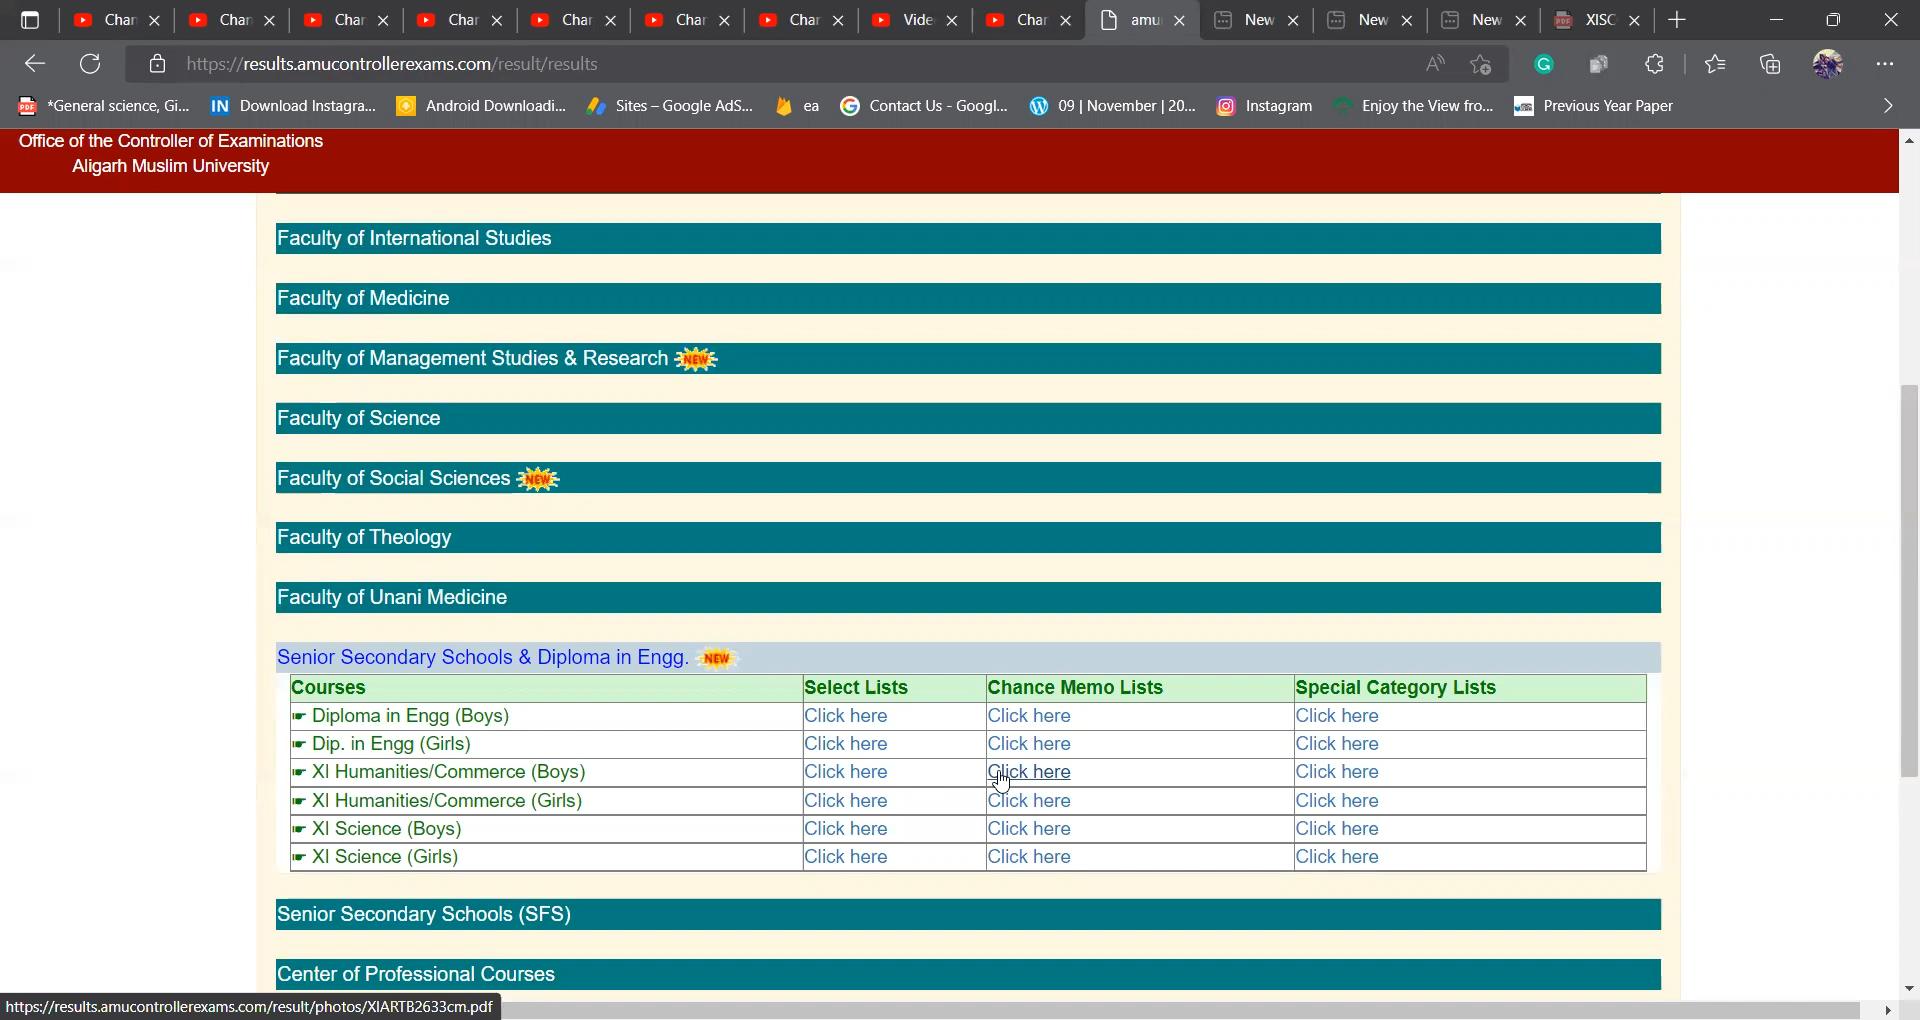 Chan
Chan
Chan
Chan
Chan
Chan
Chan
Vide
Chan
amu
New
New
New
XISC
https://results.amucontrollerexams.com/result/results
*General science, Gi...
Download Instagra...
Android Downloadi...
Sites – Google AdS...
ea
Contact Us - Googl...
09 | November | 20...
Instagram
Enjoy the View fro...
Previous Year Paper
Office of the Controller of Examinations
Aligarh Muslim University
Faculty of International Studies
Faculty of Medicine
Faculty of Management Studies & Research NEW
Faculty of Science
Faculty of Social Sciences NEW
Faculty of Theology
Faculty of Unani Medicine
Senior Secondary Schools & Diploma in Engg. NEW
Courses Select Lists Chance Memo Lists Special Category Lists
Diploma in Engg (Boys) Click here Click here Click here
Dip. in Engg (Girls) Click here Click here Click here
XI Humanities/Commerce (Boys) Click here Click here Click here
XI Humanities/Commerce (Girls) Click here Click here Click here
XI Science (Boys) Click here Click here Click here
XI Science (Girls) Click here Click here Click here
Senior Secondary Schools (SFS)
Center of Professional Courses
https://results.amucontrollerexams.com/result/photos/XIARTB2633cm.pdf